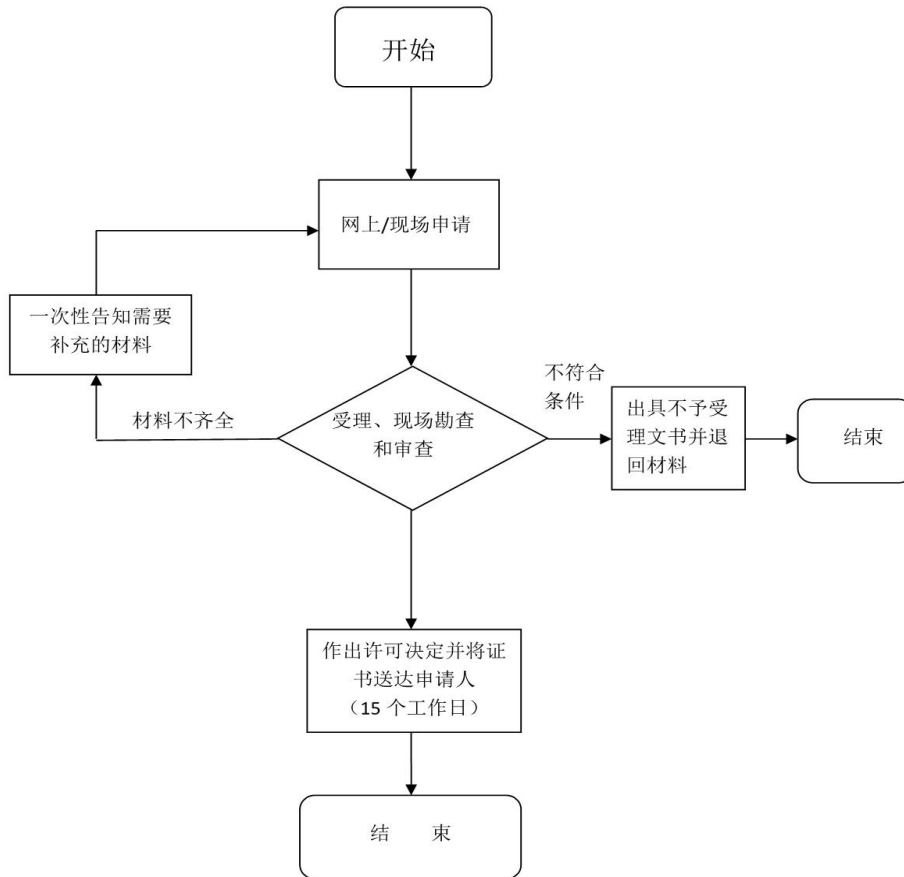 开始
网上/现场申请
一次性告知需要
补充的材料
材料不齐全
受理、现场勘查
和审查
不符合
条件
出具不予受
理文书并退
回材料
结束
作出许可决定并将证
书送达申请人
（15 个工作日）
结 束